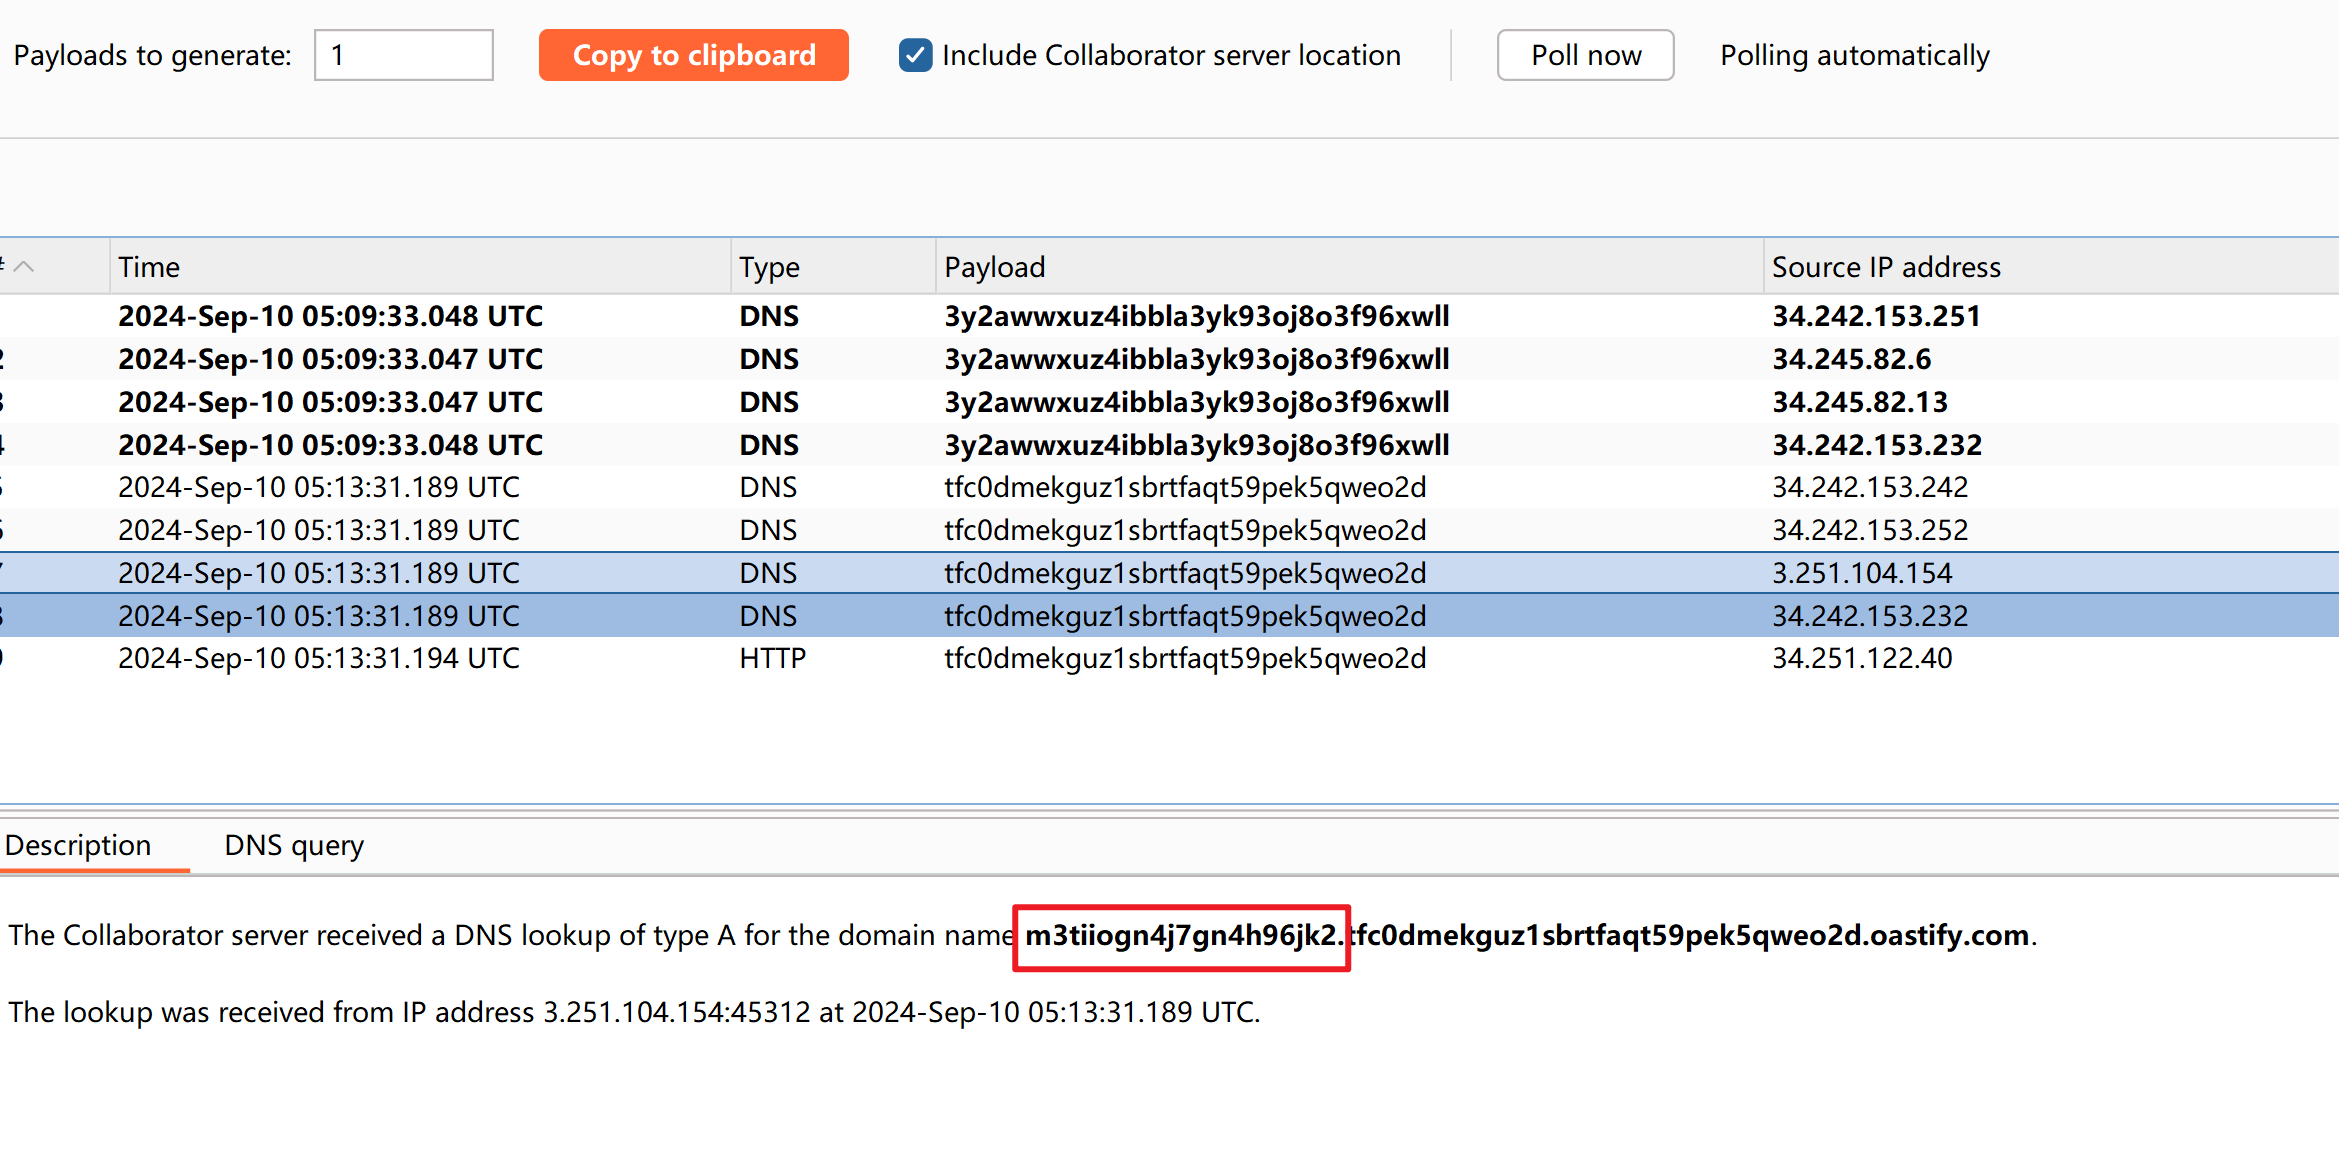 Payloads to generate: 1 Copy to clipboard Include Collaborator server location Poll now Polling automatically
Time Type Payload Source IP address
2024-Sep-10 05:09:33.048 UTC DNS 3y2awwxuz4ibbla3yk93oj8o3f96xwll 34.242.153.251
2024-Sep-10 05:09:33.047 UTC DNS 3y2awwxuz4ibbla3yk93oj8o3f96xwll 34.245.82.6
2024-Sep-10 05:09:33.047 UTC DNS 3y2awwxuz4ibbla3yk93oj8o3f96xwll 34.245.82.13
2024-Sep-10 05:09:33.048 UTC DNS 3y2awwxuz4ibbla3yk93oj8o3f96xwll 34.242.153.232
2024-Sep-10 05:13:31.189 UTC DNS tfc0dmekguz1sbrtfaqt59pek5qweo2d 34.242.153.242
2024-Sep-10 05:13:31.189 UTC DNS tfc0dmekguz1sbrtfaqt59pek5qweo2d 34.242.153.252
2024-Sep-10 05:13:31.189 UTC DNS tfc0dmekguz1sbrtfaqt59pek5qweo2d 3.251.104.154
2024-Sep-10 05:13:31.189 UTC DNS tfc0dmekguz1sbrtfaqt59pek5qweo2d 34.242.153.232
2024-Sep-10 05:13:31.194 UTC HTTP tfc0dmekguz1sbrtfaqt59pek5qweo2d 34.251.122.40
Description DNS query
The Collaborator server received a DNS lookup of type A for the domain name m3tiiogn4j7gn4h96jk2.tfc0dmekguz1sbrtfaqt59pek5qweo2d.oastify.com.
The lookup was received from IP address 3.251.104.154:45312 at 2024-Sep-10 05:13:31.189 UTC.